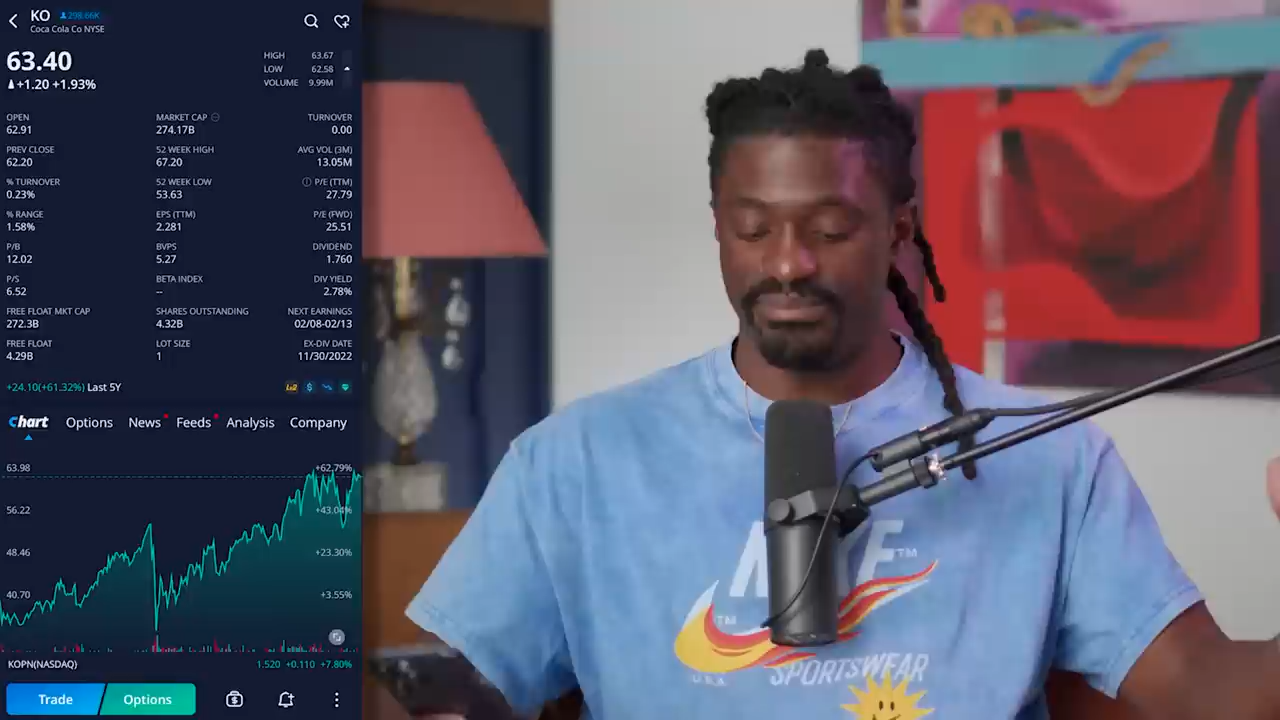 KO 298.66K
Coca Cola Co NYSE
63.40
+1.20 +1.93%
HIGH 63.67
LOW 62.58
VOLUME 9.99M
OPEN MARKET CAP TURNOVER
62.91 274.17B 0.00
PREV CLOSE 52 WEEK HIGH AVG VOL (3M)
62.20 67.20 13.05M
% TURNOVER 52 WEEK LOW P/E (TTM)
0.23% 53.63 27.79
% RANGE EPS (TTM) P/E (FWD)
1.58% 2.281 25.51
P/B BVPS DIVIDEND
12.02 5.27 1.760
P/S BETA INDEX DIV YIELD
6.52 -- 2.78%
FREE FLOAT MKT CAP SHARES OUTSTANDING NEXT EARNINGS
272.3B 4.32B 02/08-02/13
FREE FLOAT LOT SIZE EX-DIV DATE
4.29B 1 11/30/2022
+24.10(+61.32%) Last 5Y
Chart Options News Feeds Analysis Company
63.98 +62.79%
56.22 +43.04%
48.46 +23.30%
40.70 +3.55%
KOPN(NASDAQ) 1.520 +0.110 +7.80%
Trade Options
TM
TM
U.S.A.
SPORTSWEAR